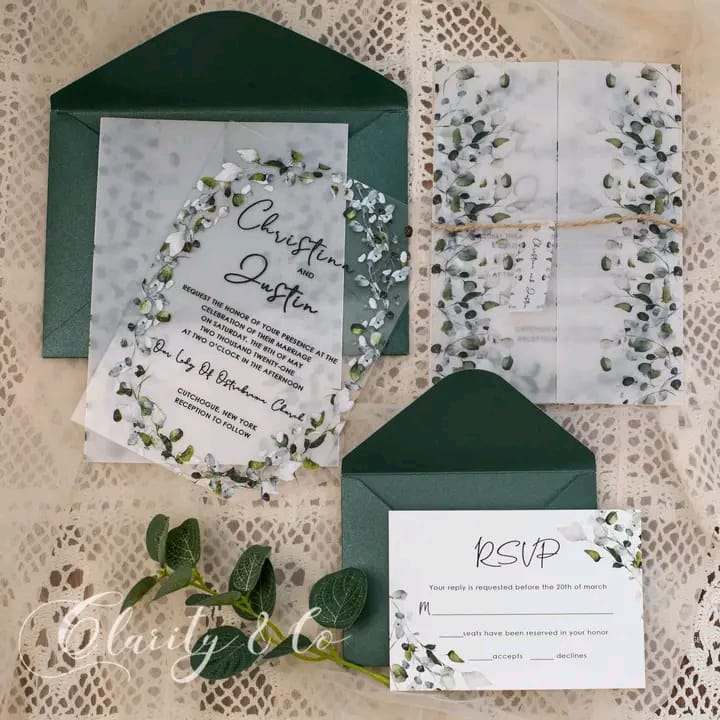 Christina
AND
Justin
REQUEST THE HONOR OF YOUR PRESENCE AT THE
CELEBRATION OF THEIR MARRIAGE
ON SATURDAY, THE 8TH OF MAY
TWO THOUSAND TWENTY-ONE
AT TWO O'CLOCK IN THE AFTERNOON
Our Lady Of Ostrabrama Church
CUTCHOGUE, NEW YORK
RECEPTION TO FOLLOW
Christina and Justin
RSVP
Your reply is requested before the 20th of march
M
seats have been reserved in your honor
accepts declines
Clarity & Co